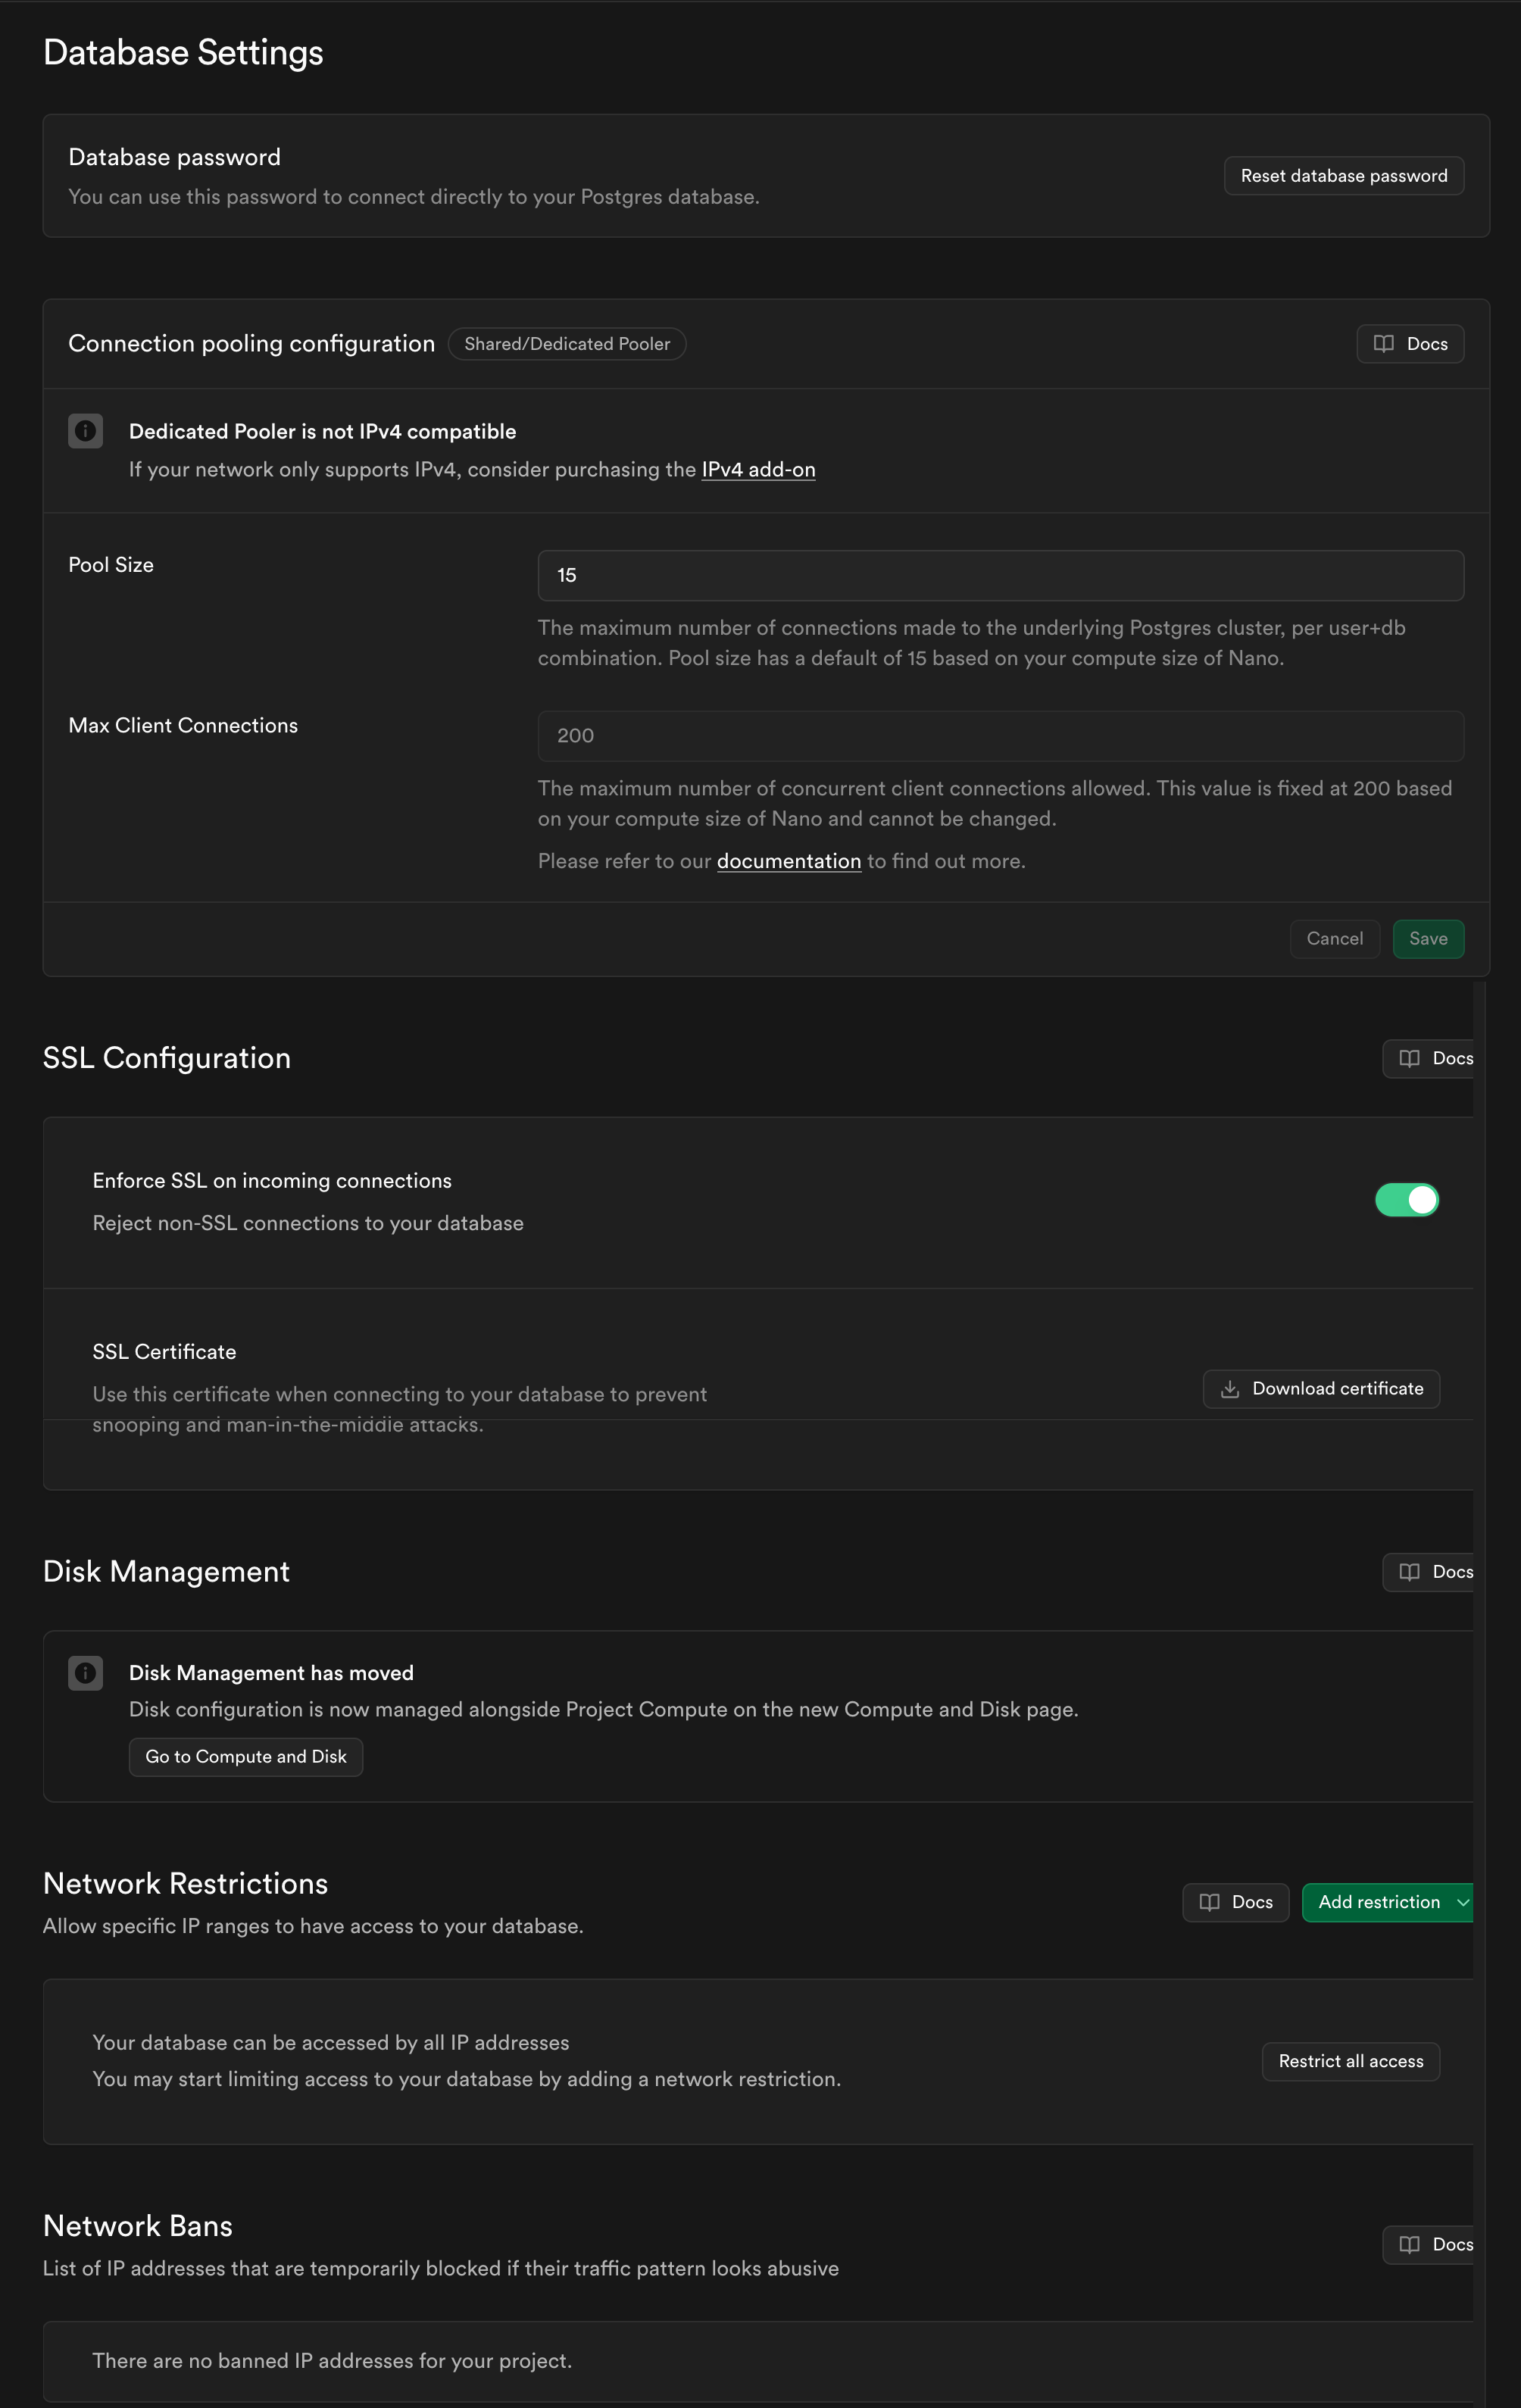 Database Settings
Database password
You can use this password to connect directly to your Postgres database.
Reset database password
Connection pooling configuration
Shared/Dedicated Pooler
Docs
Dedicated Pooler is not IPv4 compatible
If your network only supports IPv4, consider purchasing the IPv4 add-on
Pool Size
15
The maximum number of connections made to the underlying Postgres cluster, per user+db
combination. Pool size has a default of 15 based on your compute size of Nano.
Max Client Connections
200
The maximum number of concurrent client connections allowed. This value is fixed at 200 based
on your compute size of Nano and cannot be changed.
Please refer to our documentation to find out more.
Cancel
Save
SSL Configuration
Docs
Enforce SSL on incoming connections
Reject non-SSL connections to your database
SSL Certificate
Use this certificate when connecting to your database to prevent
snooping and man-in-the-middle attacks.
Download certificate
Disk Management
Docs
Disk Management has moved
Disk configuration is now managed alongside Project Compute on the new Compute and Disk page.
Go to Compute and Disk
Network Restrictions
Allow specific IP ranges to have access to your database.
Docs
Add restriction
Your database can be accessed by all IP addresses
You may start limiting access to your database by adding a network restriction.
Restrict all access
Network Bans
List of IP addresses that are temporarily blocked if their traffic pattern looks abusive
Docs
There are no banned IP addresses for your project.